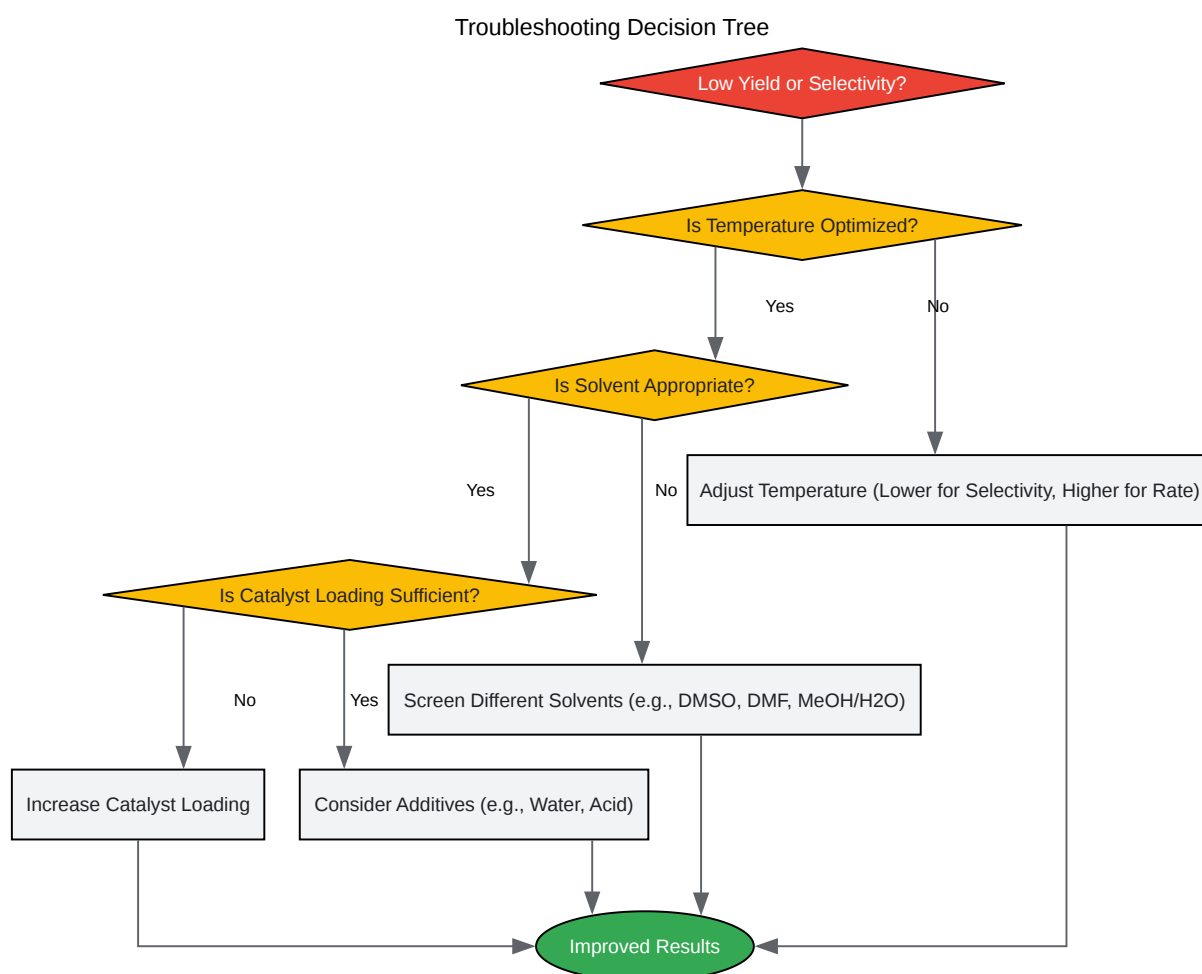 Troubleshooting Decision Tree
Low Yield or Selectivity?
Is Temperature Optimized?
Yes
No
Is Solvent Appropriate?
Yes
No
Adjust Temperature (Lower for Selectivity, Higher for Rate)
Is Catalyst Loading Sufficient?
No
Yes
Screen Different Solvents (e.g., DMSO, DMF, MeOH/H2O)
Increase Catalyst Loading
Consider Additives (e.g., Water, Acid)
Improved Results